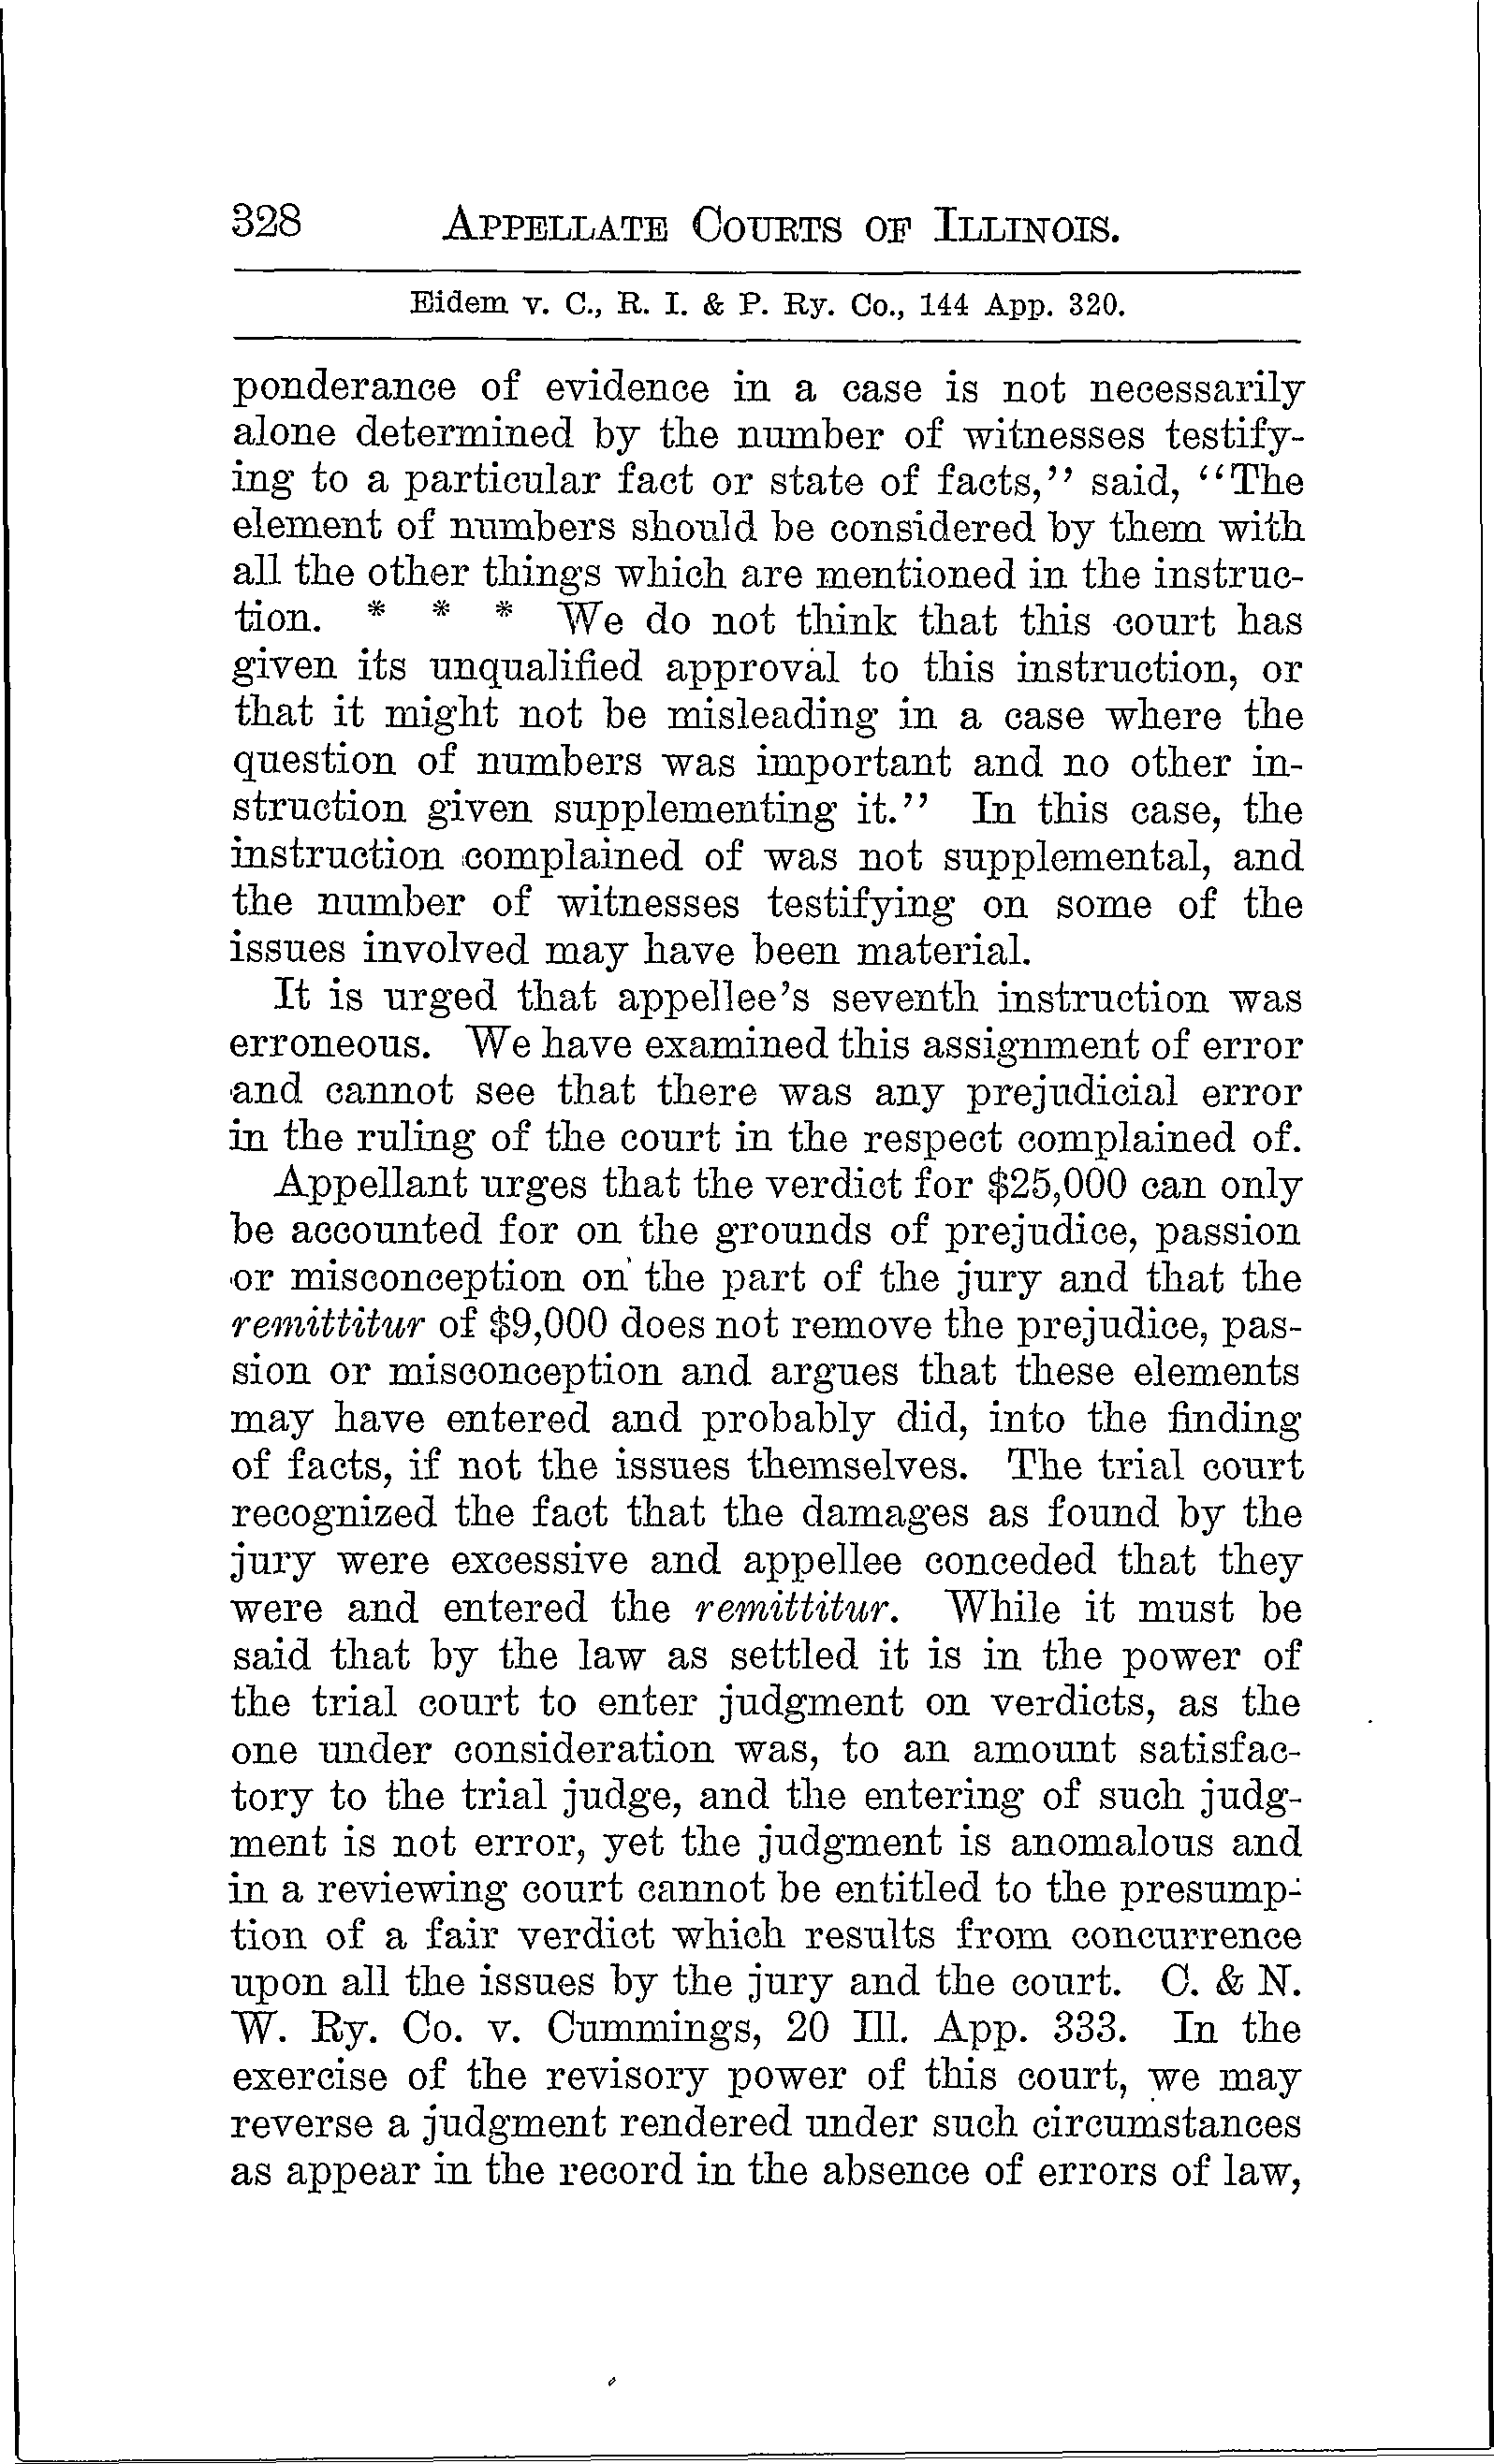 328 APPELLATE COURTS OF ILLINOIS.
Eidem v. C., R. I. & P. Ry. Co., 144 App. 320.
ponderance of evidence in a case is not necessarily
alone determined by the number of witnesses testify-
ing to a particular fact or state of facts,” said, “The
element of numbers should be considered by them with
all the other things which are mentioned in the instruc-
tion. * * * We do not think that this court has
given its unqualified approval to this instruction, or
that it might not be misleading in a case where the
question of numbers was important and no other in-
struction given supplementing it.” In this case, the
instruction complained of was not supplemental, and
the number of witnesses testifying on some of the
issues involved may have been material.
It is urged that appellee’s seventh instruction was
erroneous. We have examined this assignment of error
and cannot see that there was any prejudicial error
in the ruling of the court in the respect complained of.
Appellant urges that the verdict for $25,000 can only
be accounted for on the grounds of prejudice, passion
or misconception on the part of the jury and that the
remittitur of $9,000 does not remove the prejudice, pas-
sion or misconception and argues that these elements
may have entered and probably did, into the finding
of facts, if not the issues themselves. The trial court
recognized the fact that the damages as found by the
jury were excessive and appellee conceded that they
were and entered the remittitur. While it must be
said that by the law as settled it is in the power of
the trial court to enter judgment on verdicts, as the
one under consideration was, to an amount satisfac-
tory to the trial judge, and the entering of such judg-
ment is not error, yet the judgment is anomalous and
in a reviewing court cannot be entitled to the presump-
tion of a fair verdict which results from concurrence
upon all the issues by the jury and the court. C. & N.
W. Ry. Co. v. Cummings, 20 Ill. App. 333. In the
exercise of the revisory power of this court, we may
reverse a judgment rendered under such circumstances
as appear in the record in the absence of errors of law,